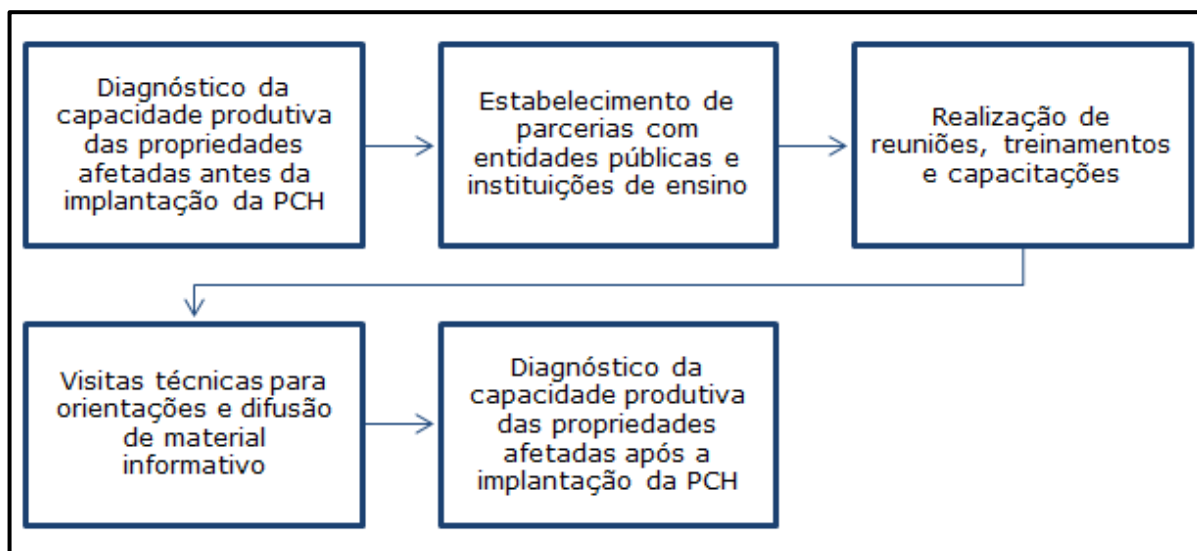 Diagnóstico da
capacidade produtiva
das propriedades
afetadas antes da
implantação da PCH
Estabelecimento de
parcerias com
entidades públicas e
instituições de ensino
Realização de
reuniões, treinamentos
e capacitações
Visitas técnicas para
orientações e difusão
de material
informativo
Diagnóstico da
capacidade produtiva
das propriedades
afetadas após a
implantação da PCH